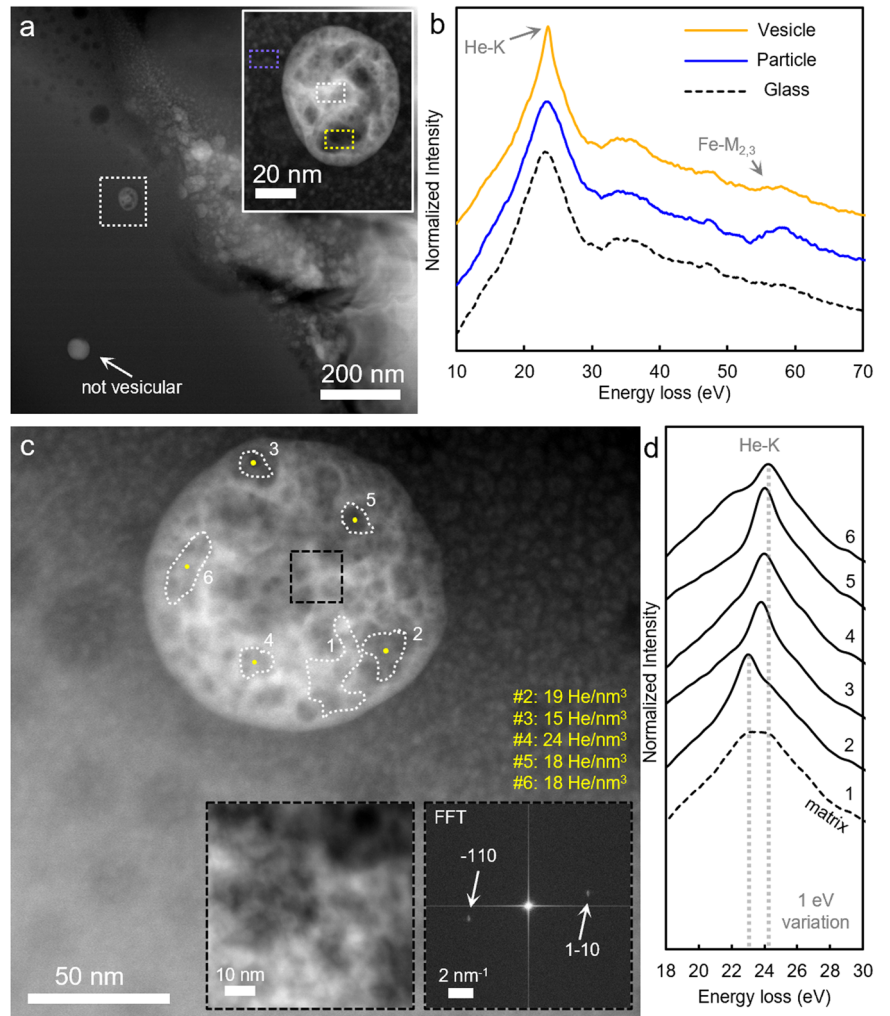 a
20 nm
not vesicular
200 nm
b
He-K
Vesicle
Particle
Glass
Fe-M2,3
Normalized Intensity
10 20 30 40 50 60 70
Energy loss (eV)
c
3
5
6
4
1
2
#2: 19 He/nm³
#3: 15 He/nm³
#4: 24 He/nm³
#5: 18 He/nm³
#6: 18 He/nm³
50 nm
10 nm
FFT
-110
1-10
2 nm⁻¹
d
He-K
6
5
4
3
2
1
matrix
1 eV
variation
Normalized Intensity
18 20 22 24 26 28 30
Energy loss (eV)